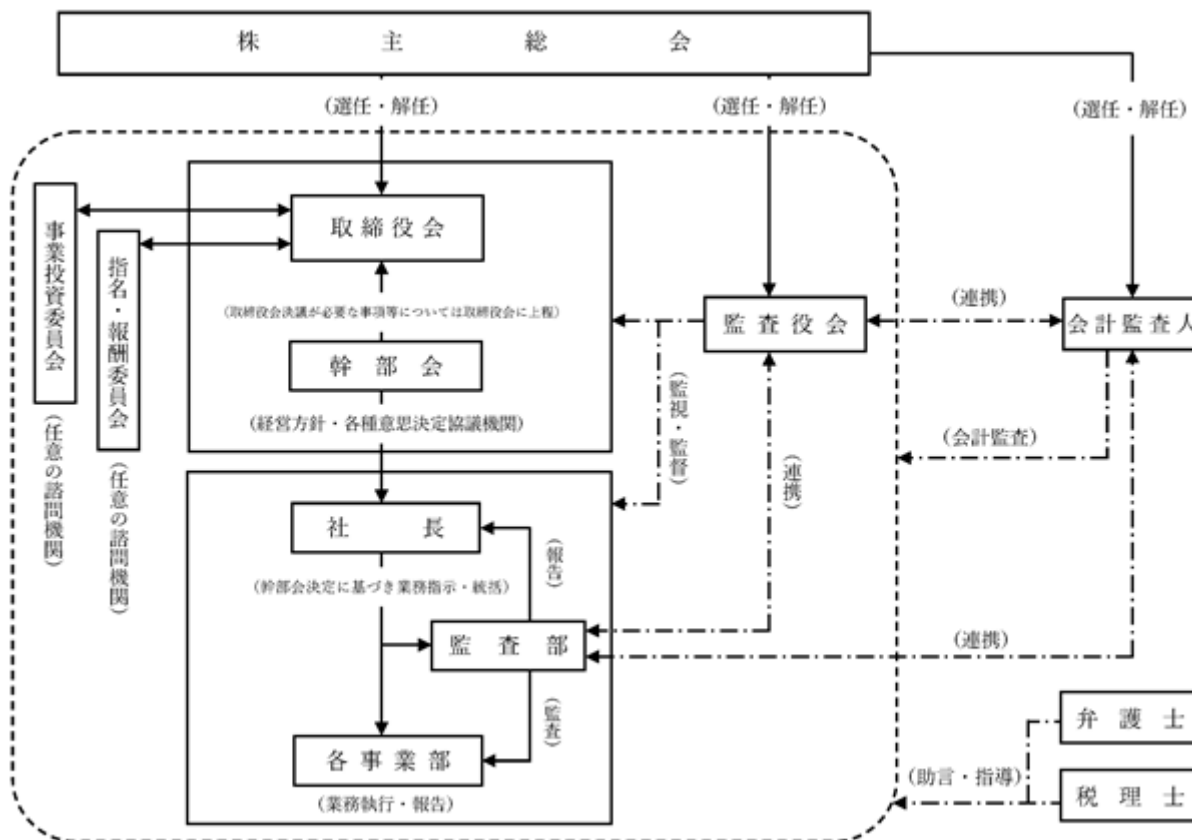 株主総会
(選任・解任)
(選任・解任)
(選任・解任)
事業投資委員会
(任意の諮問機関)
指名・報酬委員会
(任意の諮問機関)
取締役会
(取締役会決議が必要な事項等については取締役会に上程)
幹部会
(経営方針・各種意思決定協議機関)
監査役会
(連携)
会計監査人
(監視・監督)
(連携)
(会計監査)
社長
(報告)
(幹部会決定に基づき業務指示・統括)
監査部
(連携)
(監査)
各事業部
(業務執行・報告)
弁護士
(助言・指導)
税理士